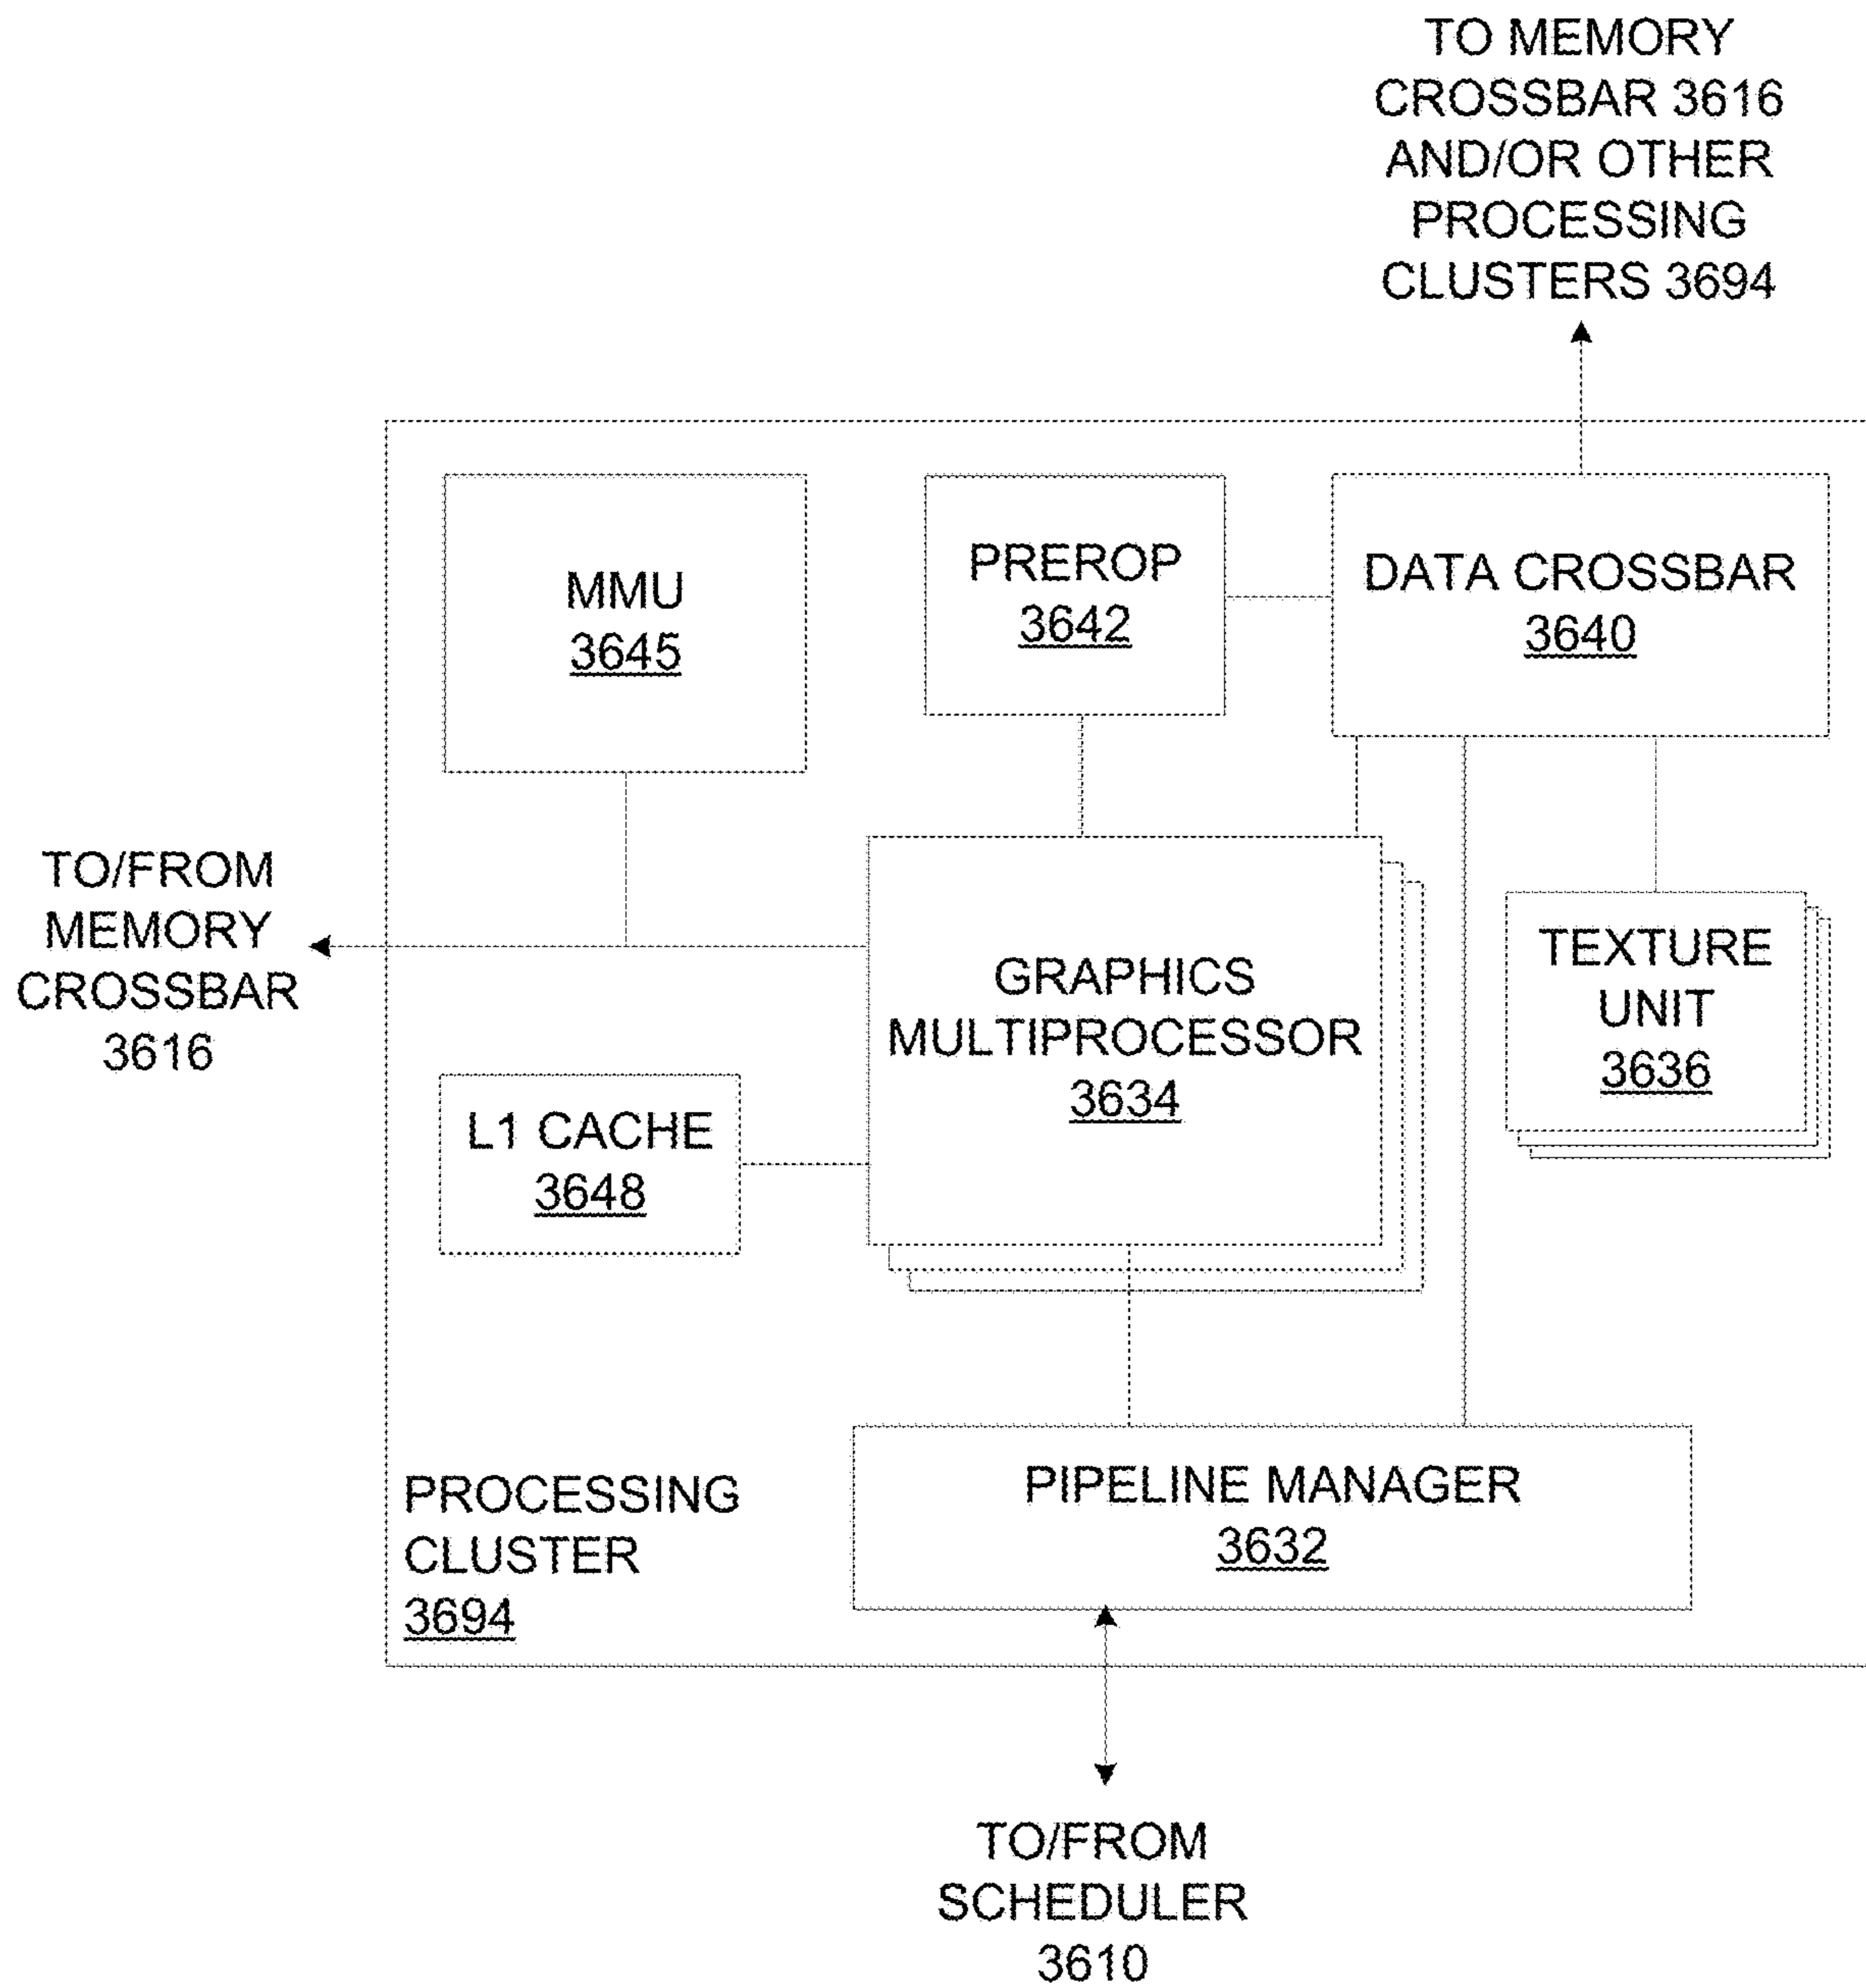 TO MEMORY
CROSSBAR 3616
AND/OR OTHER
PROCESSING
CLUSTERS 3694
MMU
3645
PREROP
3642
DATA CROSSBAR
3640
TO/FROM
MEMORY
CROSSBAR
3616
GRAPHICS
MULTIPROCESSOR
3634
TEXTURE
UNIT
3636
L1 CACHE
3648
PROCESSING
CLUSTER
3694
PIPELINE MANAGER
3632
TO/FROM
SCHEDULER
3610